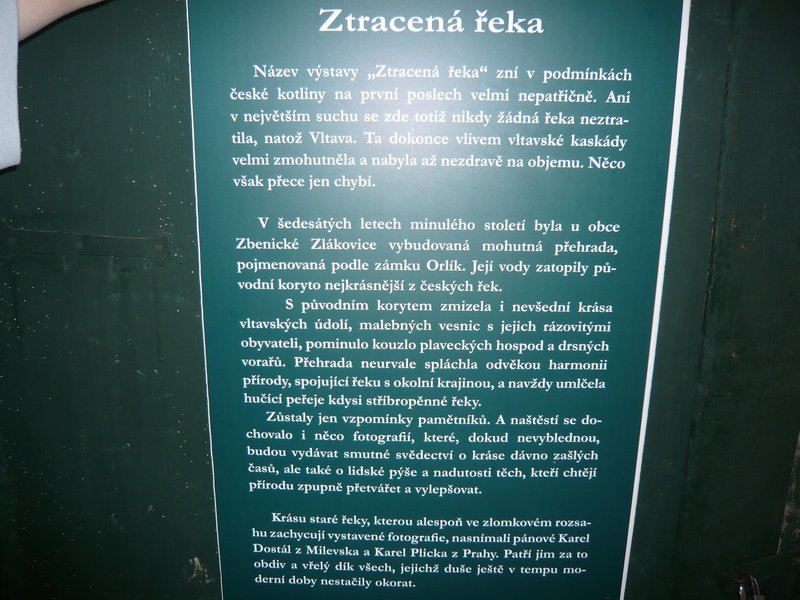 Ztracená řeka
Název výstavy „Ztracená řeka“ zní v podmínkách
české kotliny na první poslech velmi nepatřičně. Ani
v největším suchu se zde totiž nikdy žádná řeka neztra-
tila, natož Vltava. Ta dokonce vlivem vltavské kaskády
velmi zmohutněla a nabyla až nezdravě na objemu. Něco
však přece jen chybí.
V šedesátých letech minulého století byla u obce
Zbenické Zlákovice vybudovaná mohutná přehrada,
pojmenovaná podle zámku Orlík. Její vody zatopily pů-
vodní koryto nejkrásnější z českých řek.
S původním korytem zmizela i nevšední krása
vltavských údolí, malebných vesnic s jejich rázovitými
obyvateli, pominulo kouzlo plaveckých hospod a drsných
vorařů. Přehrada neurvale spláchla odvěkou harmonii
přírody, spojující řeku s okolní krajinou, a navždy umlčela
hučící peřeje kdysi stříbropěnné řeky.
Zůstaly jen vzpomínky pamětníků. A naštěstí se do-
chovalo i něco fotografií, které, dokud nevyblednou,
budou vydávat smutné svědectví o kráse dávno zašlých
časů, ale také o lidské pýše a nadutosti těch, kteří chtějí
přírodu zpupně přetvářet a vylepšovat.
Krásu staré řeky, kterou alespoň ve zlomkovém rozsa-
hu zachycují vystavené fotografie, nasnímali pánové Karel
Dostál z Milevska a Karel Plicka z Prahy. Patří jim za to
obdiv a vřelý dík všech, jejichž duše ještě v tempu mo-
derní doby nestačily okorat.